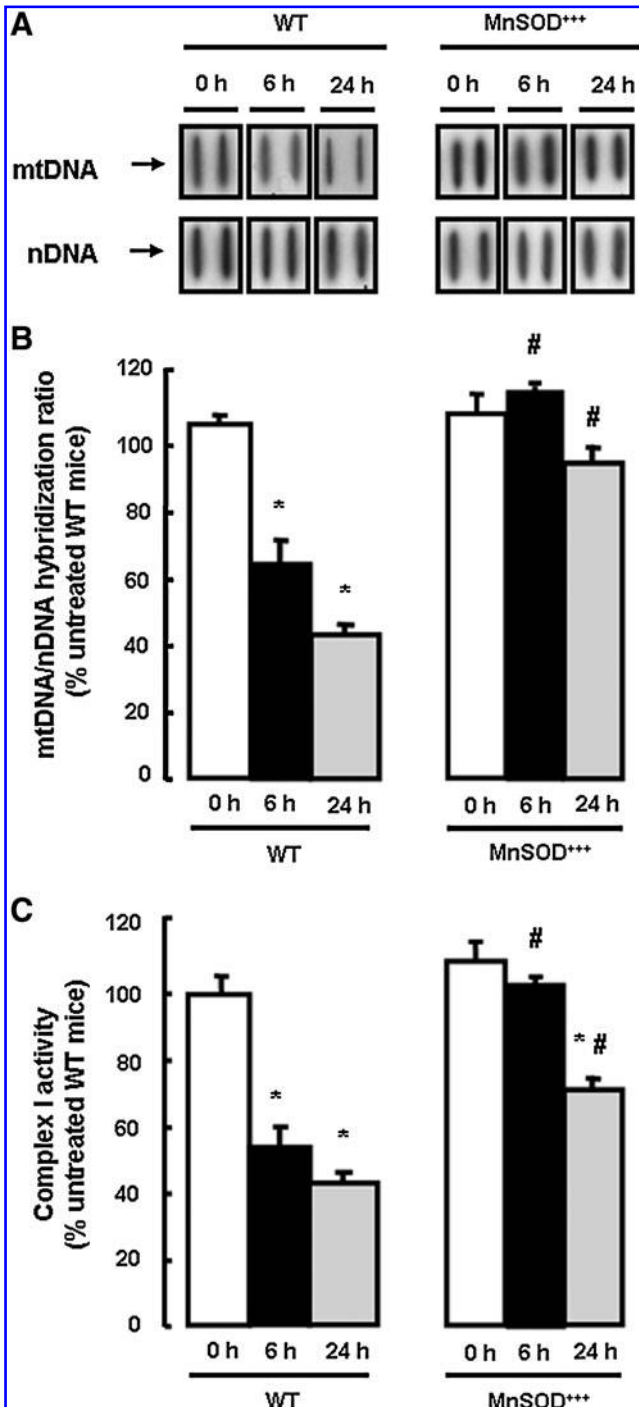 A
WT MnSOD⁺⁺⁺
0 h 6 h 24 h 0 h 6 h 24 h
mtDNA →
nDNA →
B
mtDNA/nDNA hybridization ratio
(% untreated WT mice)
120
100
80
60
40
20
0
* * # #
0 h 6 h 24 h 0 h 6 h 24 h
WT MnSOD⁺⁺⁺
C
Complex I activity
(% untreated WT mice)
120
100
80
60
40
20
0
* * # * #
0 h 6 h 24 h 0 h 6 h 24 h
WT MnSOD⁺⁺⁺